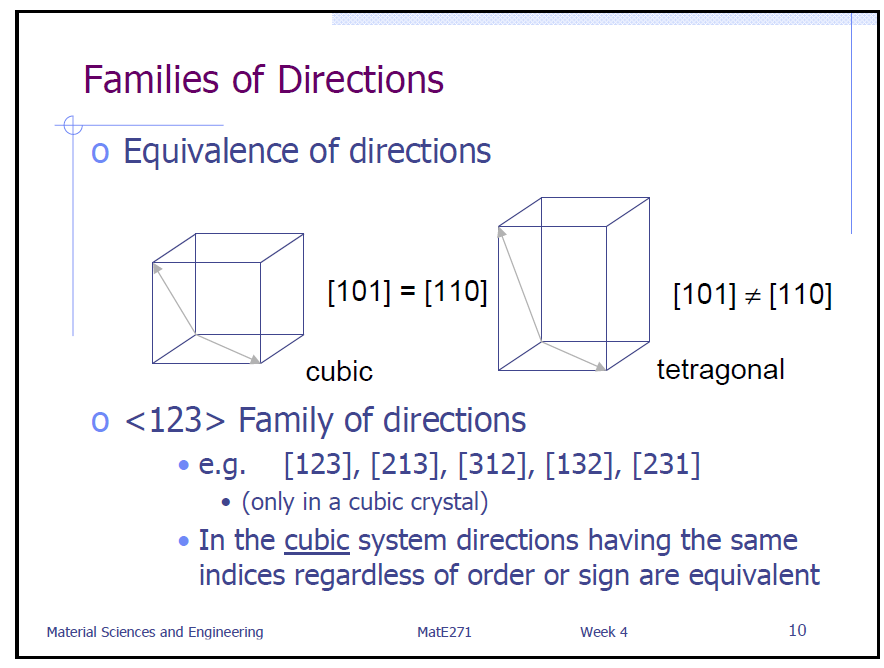 Families of Directions
o Equivalence of directions
[101] = [110]
[101] ≠ [110]
cubic
tetragonal
o <123> Family of directions
• e.g. [123], [213], [312], [132], [231]
• (only in a cubic crystal)
• In the cubic system directions having the same
indices regardless of order or sign are equivalent
Material Sciences and Engineering
MatE271
Week 4
10